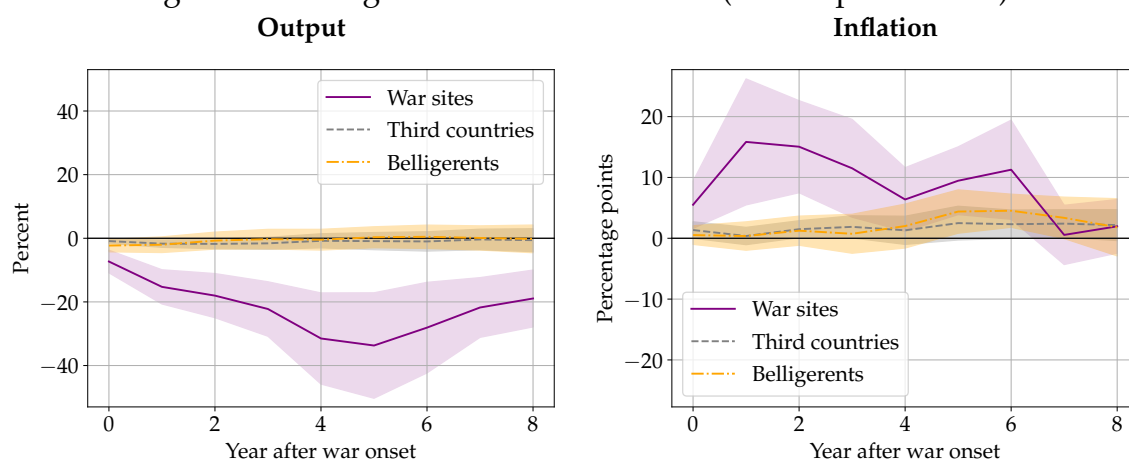 Output
40
20
0
−20
−40
Percent
0 2 4 6 8
Year after war onset
War sites
Third countries
Belligerents
Inflation
20
10
0
−10
−20
Percentage points
0 2 4 6 8
Year after war onset
War sites
Third countries
Belligerents